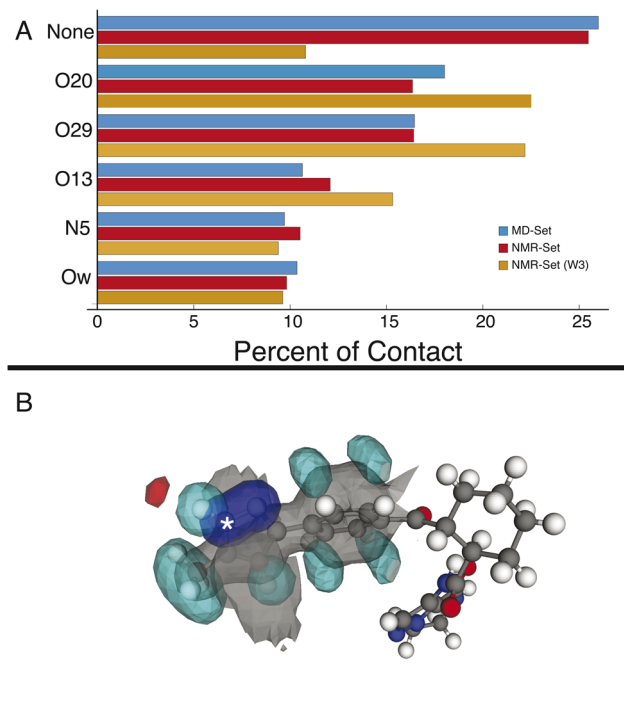 A
None
O20
O29
O13
N5
Ow
MD-Set
NMR-Set
NMR-Set (W3)
0 5 10 15 20 25
Percent of Contact
B
*